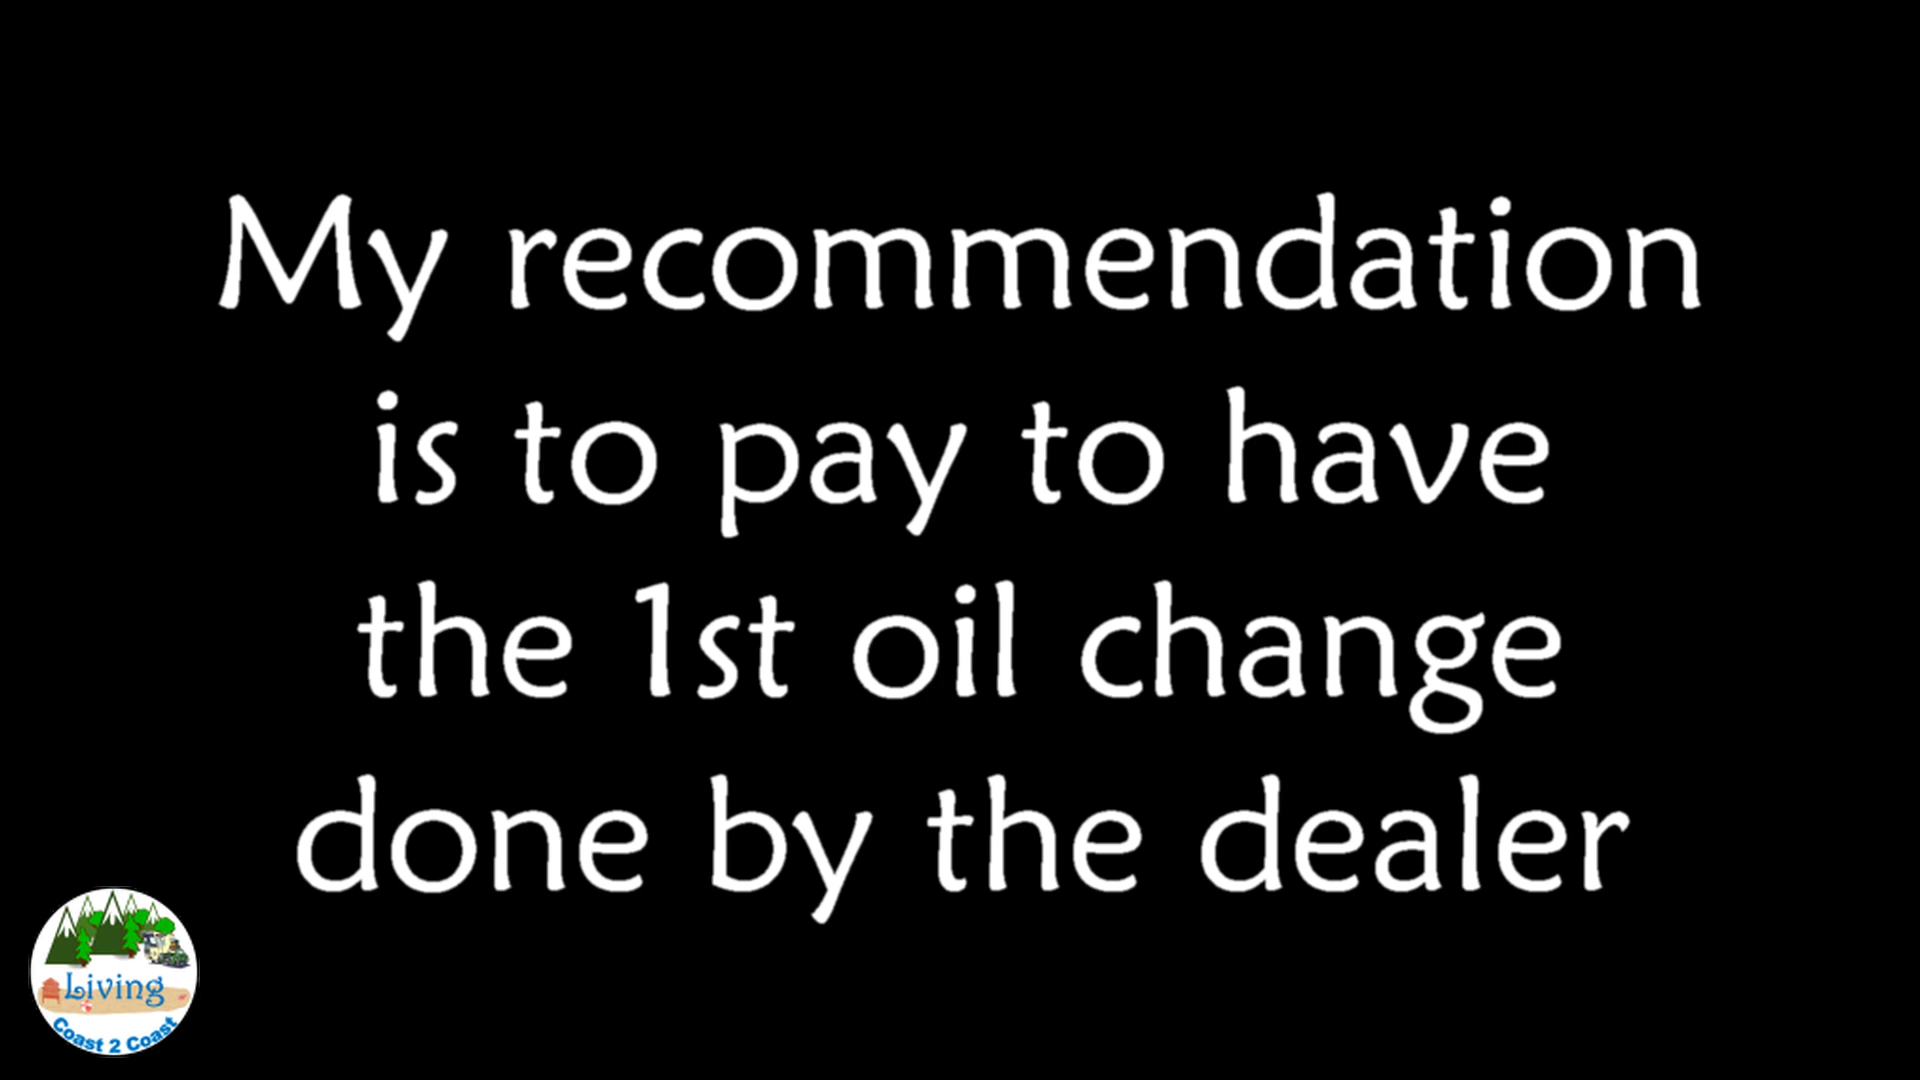 My recommendation
is to pay to have
the 1st oil change
done by the dealer
Living
Coast 2 Coast